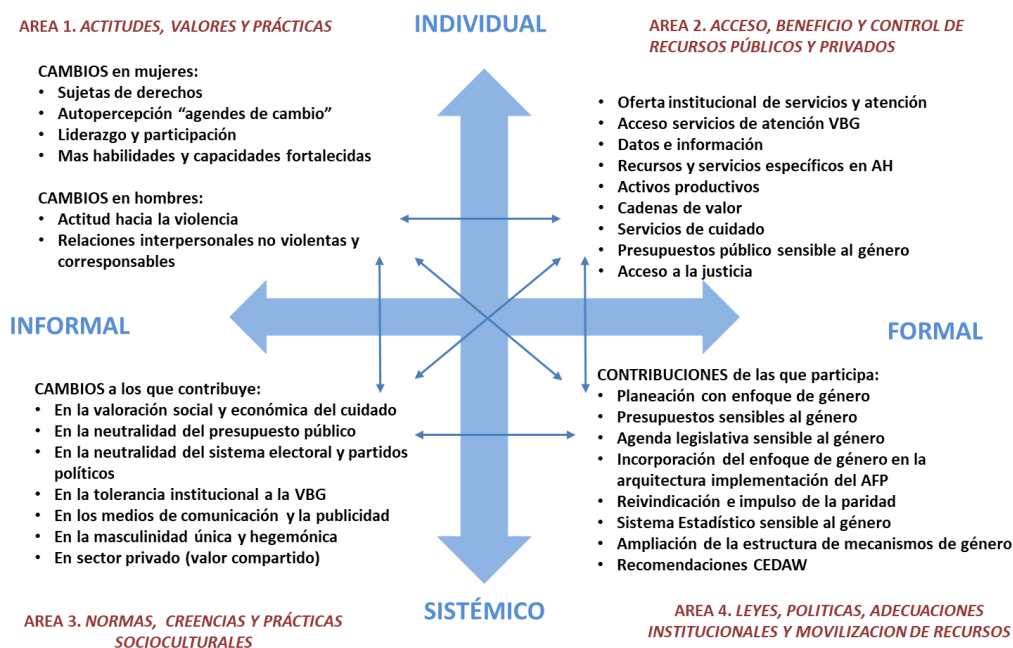 AREA 1. ACTITUDES, VALORES Y PRÁCTICAS
INDIVIDUAL
AREA 2. ACCESO, BENEFICIO Y CONTROL DE
RECURSOS PÚBLICOS Y PRIVADOS
CAMBIOS en mujeres:
• Sujetas de derechos
• Autopercepción “agendes de cambio”
• Liderazgo y participación
• Mas habilidades y capacidades fortalecidas
CAMBIOS en hombres:
• Actitud hacia la violencia
• Relaciones interpersonales no violentas y
corresponsables
• Oferta institucional de servicios y atención
• Acceso servicios de atención VBG
• Datos e información
• Recursos y servicios específicos en AH
• Activos productivos
• Cadenas de valor
• Servicios de cuidado
• Presupuestos público sensible al género
• Acceso a la justicia
INFORMAL
FORMAL
CAMBIOS a los que contribuye:
• En la valoración social y económica del cuidado
• En la neutralidad del presupuesto público
• En la neutralidad del sistema electoral y partidos
políticos
• En la tolerancia institucional a la VBG
• En los medios de comunicación y la publicidad
• En la masculinidad única y hegemónica
• En sector privado (valor compartido)
CONTRIBUCIONES de las que participa:
• Planeación con enfoque de género
• Presupuestos sensibles al género
• Agenda legislativa sensible al género
• Incorporación del enfoque de género en la
arquitectura implementación del AFP
• Reivindicación e impulso de la paridad
• Sistema Estadístico sensible al género
• Ampliación de la estructura de mecanismos de género
• Recomendaciones CEDAW
AREA 3. NORMAS, CREENCIAS Y PRÁCTICAS
SOCIOCULTURALES
SISTÉMICO
AREA 4. LEYES, POLITICAS, ADECUACIONES
INSTITUCIONALES Y MOVILIZACION DE RECURSOS